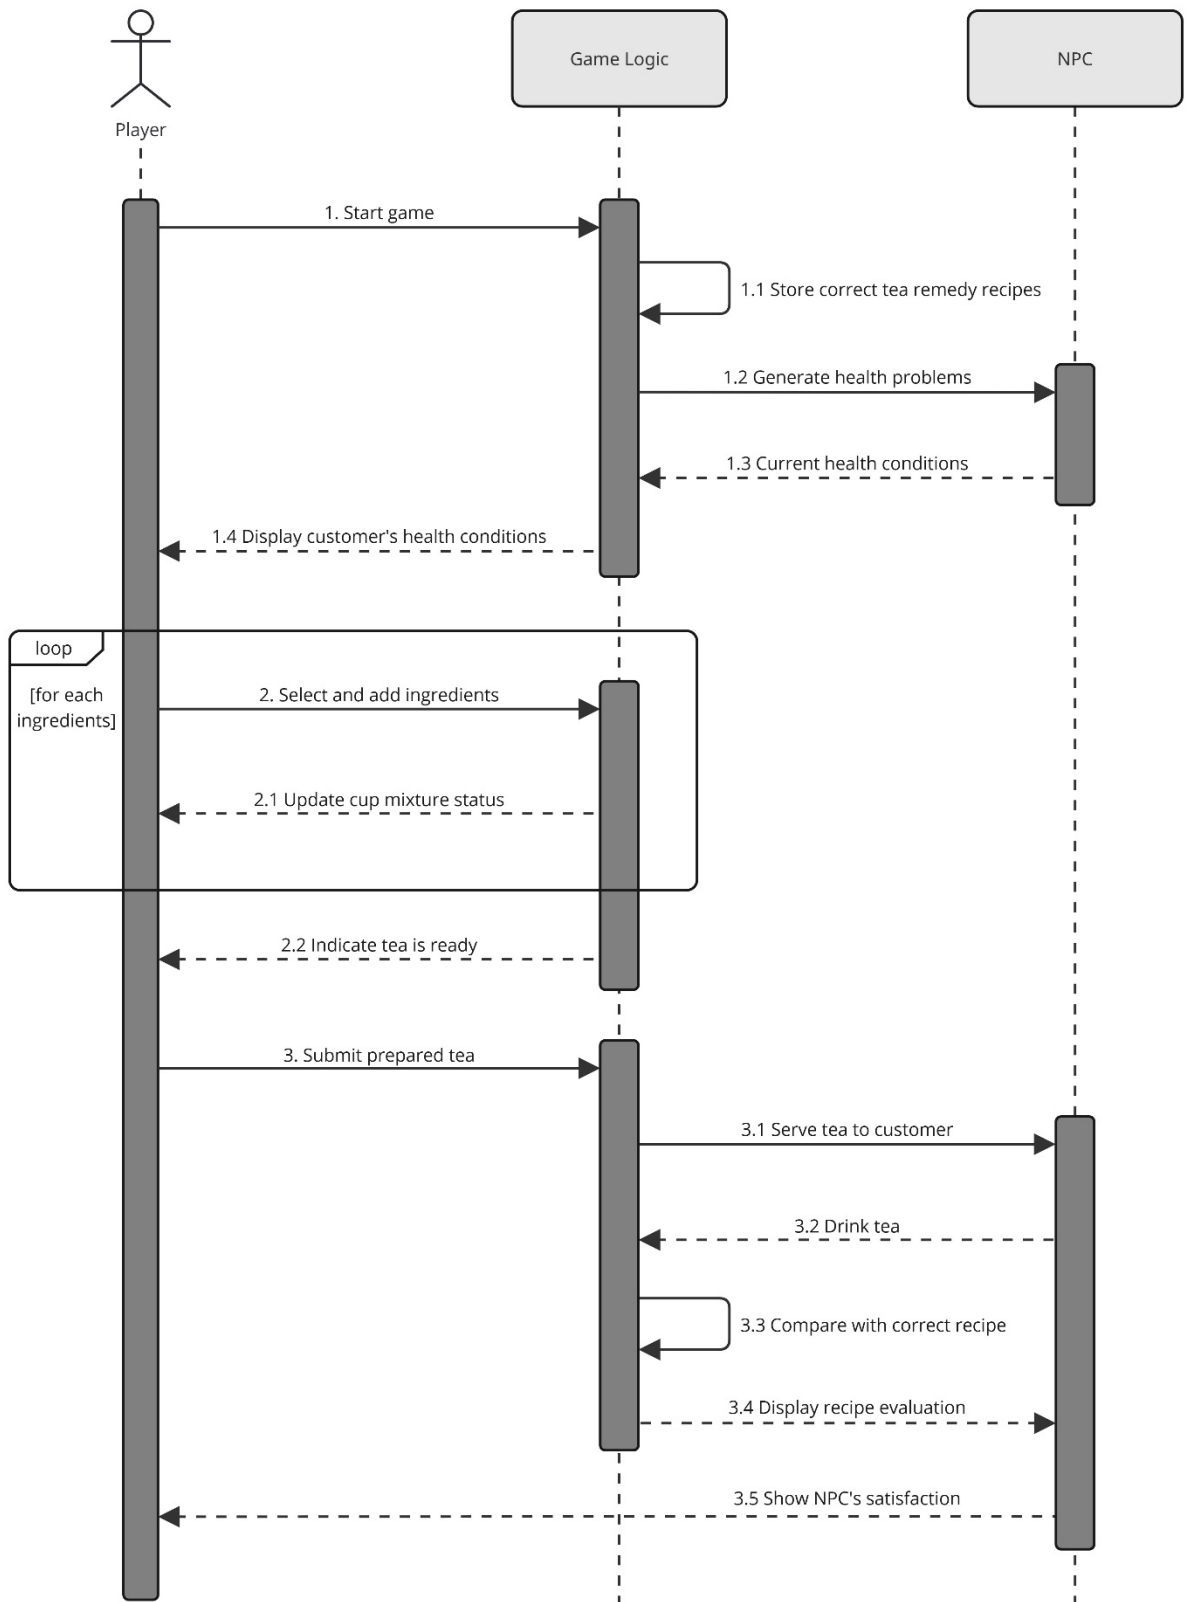 Game Logic
NPC
Player
1. Start game
1.1 Store correct tea remedy recipes
1.2 Generate health problems
1.3 Current health conditions
1.4 Display customer's health conditions
loop
[for each
ingredients]
2. Select and add ingredients
2.1 Update cup mixture status
2.2 Indicate tea is ready
3. Submit prepared tea
3.1 Serve tea to customer
3.2 Drink tea
3.3 Compare with correct recipe
3.4 Display recipe evaluation
3.5 Show NPC's satisfaction